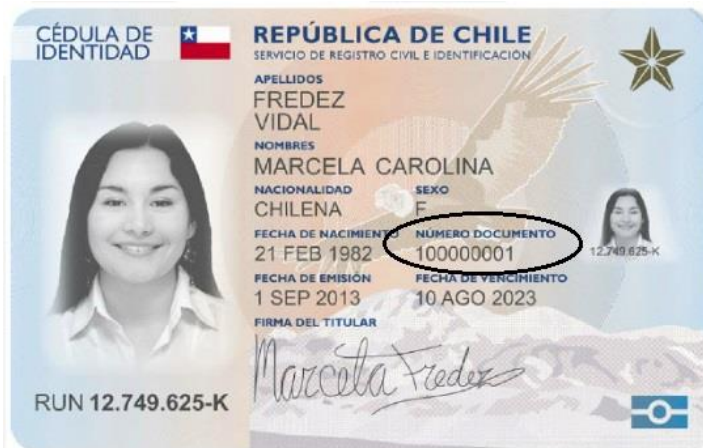 CÉDULA DE
IDENTIDAD
REPÚBLICA DE CHILE
SERVICIO DE REGISTRO CIVIL E IDENTIFICACIÓN
APELLIDOS
FREDEZ
VIDAL
NOMBRES
MARCELA CAROLINA
NACIONALIDAD SEXO
CHILENA F
FECHA DE NACIMIENTO NÚMERO DOCUMENTO
21 FEB 1982 100000001
12.749.625-K
FECHA DE EMISIÓN FECHA DE VENCIMIENTO
1 SEP 2013 10 AGO 2023
FIRMA DEL TITULAR
Marcela Fredez
RUN 12.749.625-K